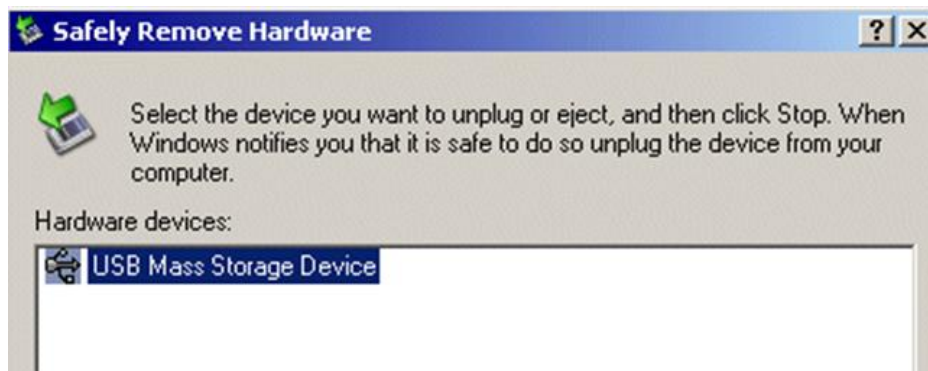 Safely Remove Hardware
Select the device you want to unplug or eject, and then click Stop. When
Windows notifies you that it is safe to do so unplug the device from your
computer.
Hardware devices:
USB Mass Storage Device